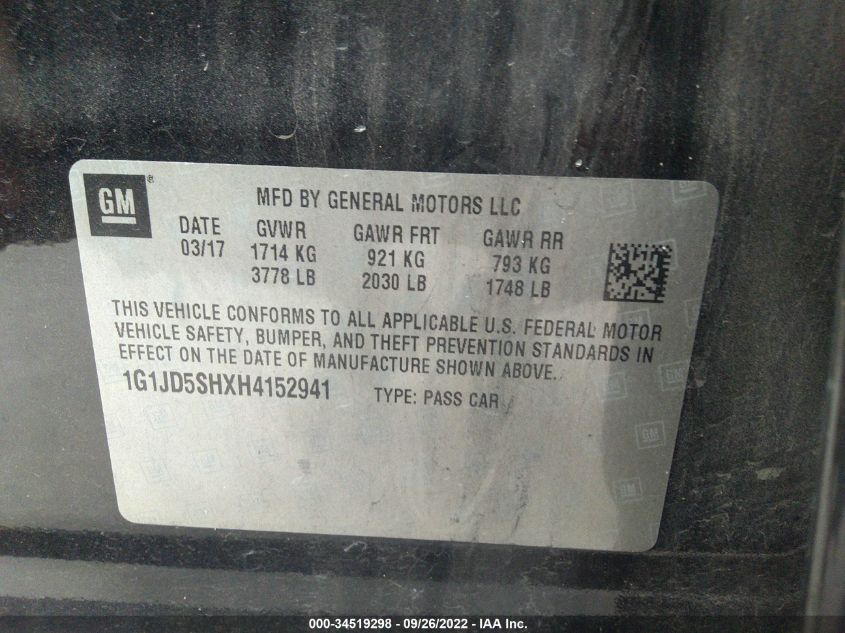 GM ®
MFD BY GENERAL MOTORS LLC
DATE GVWR GAWR FRT GAWR RR
03/17 1714 KG 921 KG 793 KG
3778 LB 2030 LB 1748 LB
THIS VEHICLE CONFORMS TO ALL APPLICABLE U.S. FEDERAL MOTOR
VEHICLE SAFETY, BUMPER, AND THEFT PREVENTION STANDARDS IN
EFFECT ON THE DATE OF MANUFACTURE SHOWN ABOVE.
1G1JD5SHXH4152941 TYPE: PASS CAR
GM
000-34519298 - 09/26/2022 - IAA Inc.